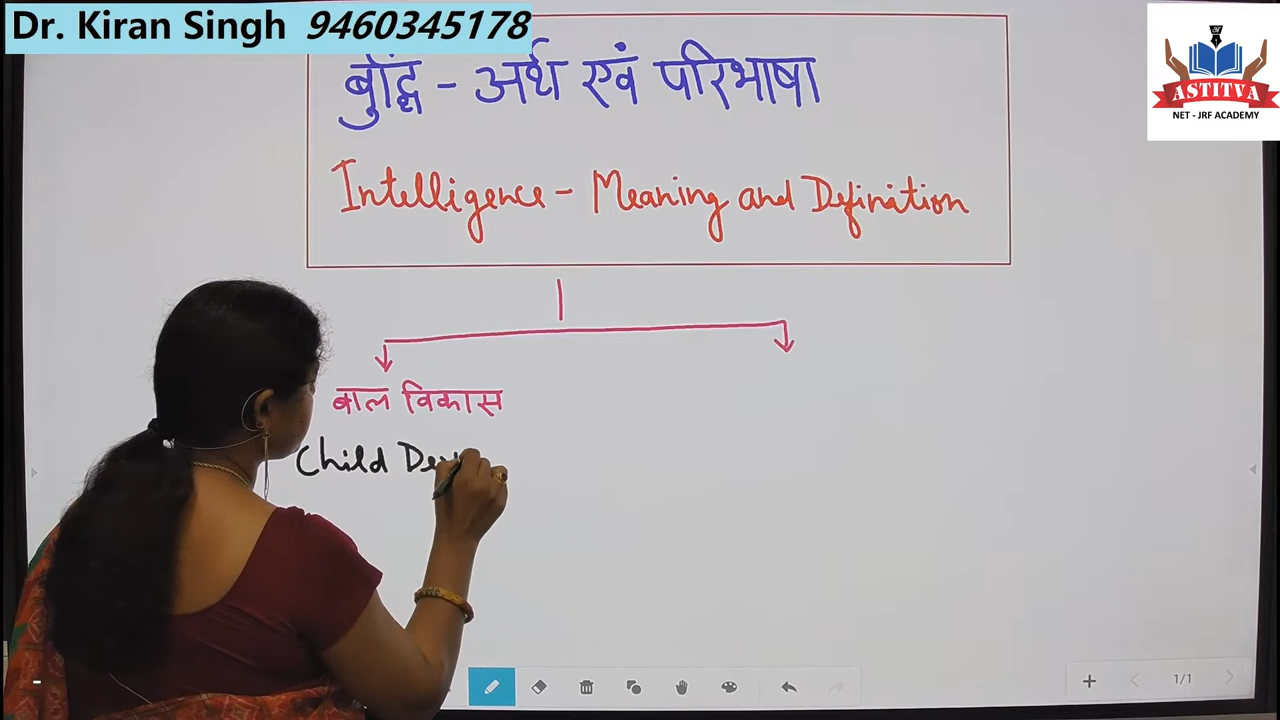 Dr. Kiran Singh 9460345178
ASTITVA
NET - JRF ACADEMY
बुद्धि - अर्थ एवं परिभाषा
Intelligence - Meaning and Definition
बाल विकास
Child Dev
1/1